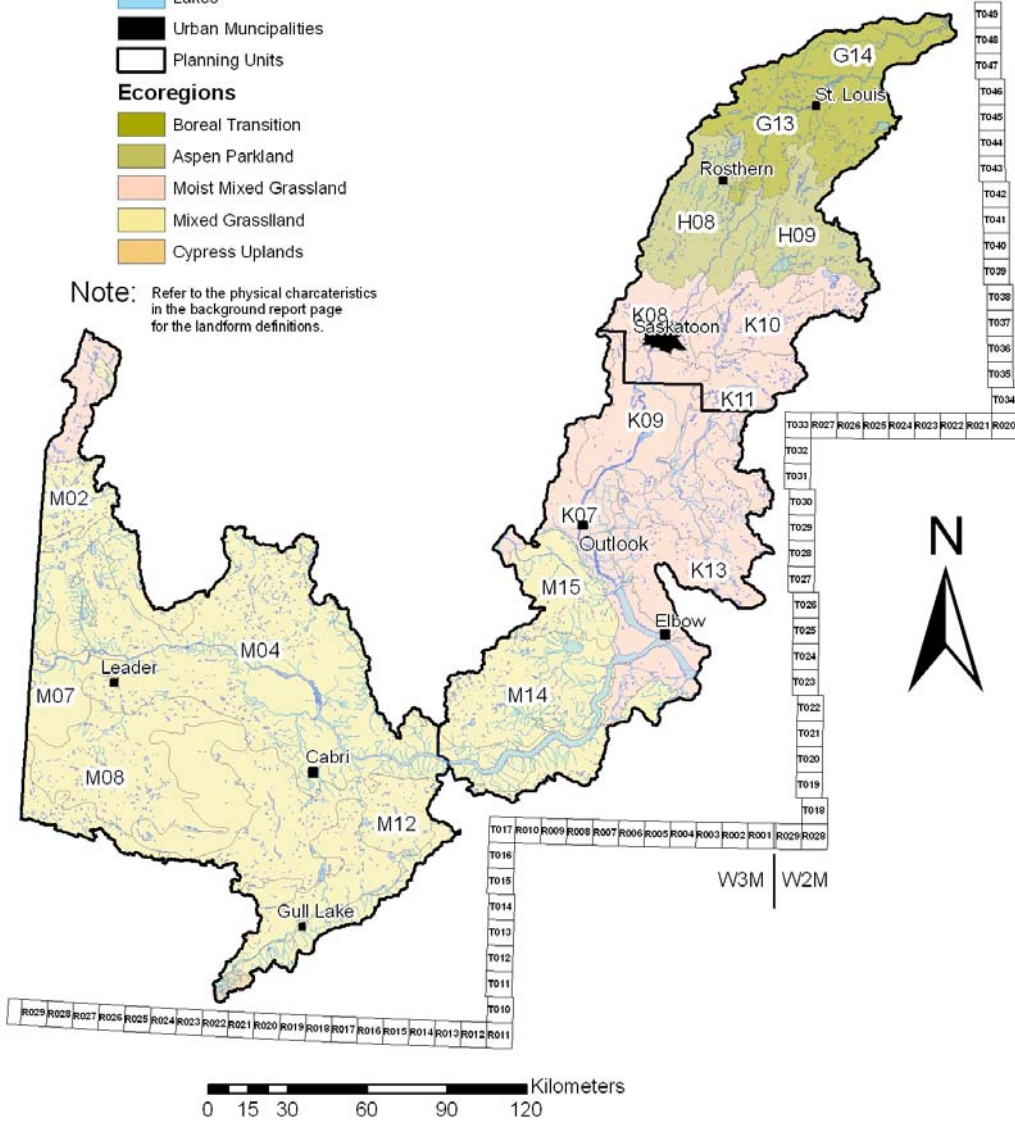 Lakes
Urban Muncipalities
Planning Units
Ecoregions
Boreal Transition
Aspen Parkland
Moist Mixed Grassland
Mixed Grasslland
Cypress Uplands
Note: Refer to the physical charcateristics
in the background report page
for the landform definitions.
G14
St. Louis
G13
Rosthern
H08
H09
K08
Saskatoon
K10
K11
K09
K07
Outlook
K13
M15
Elbow
M14
M02
M04
Leader
M07
Cabri
M08
M12
Gull Lake
N
T049
T048
T047
T046
T045
T044
T043
T042
T041
T040
T039
T038
T037
T036
T035
T034
T033 R027 R026 R025 R024 R023 R022 R021 R020
T032
T031
T030
T029
T028
T027
T026
T025
T024
T023
T022
T021
T020
T019
T018
T017 R010 R009 R008 R007 R006 R005 R004 R003 R002 R001 R029 R028
W3M W2M
T016
T015
T014
T013
T012
T011
T010
R029 R028 R027 R026 R025 R024 R023 R022 R021 R020 R019 R018 R017 R016 R015 R014 R013 R012 R011
Kilometers
0 15 30 60 90 120